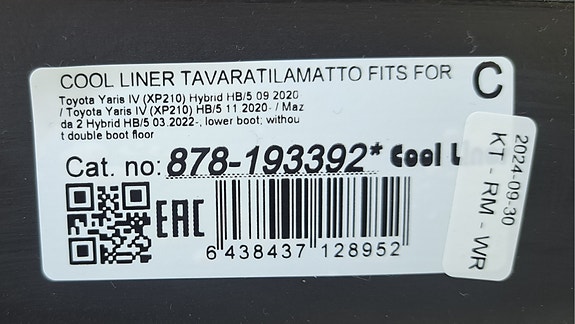 COOL LINER TAVARATILAMATTO FITS FOR
C
Toyota Yaris IV (XP210) Hybrid HB/5 09.2020
/ Toyota Yaris IV (XP210) HB/5 11.2020- / Maz
da 2 Hybrid HB/5 03.2022-, lower boot; withou
t double boot floor
Cat. no: 878-193392* Cool
EAC
6 438437 128952
2024-09-30
KT - RM - WR